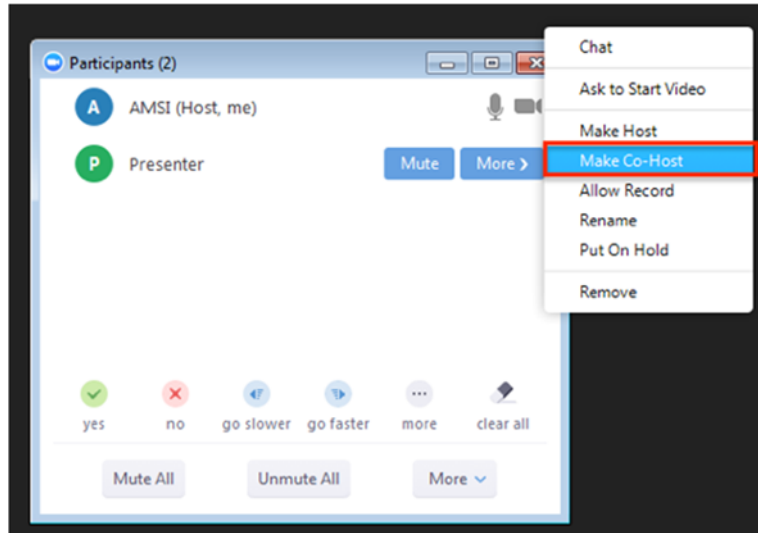 Participants (2)
A AMSI (Host, me)
P Presenter Mute More
Chat
Ask to Start Video
Make Host
Make Co-Host
Allow Record
Rename
Put On Hold
Remove
yes no go slower go faster more clear all
Mute All Unmute All More